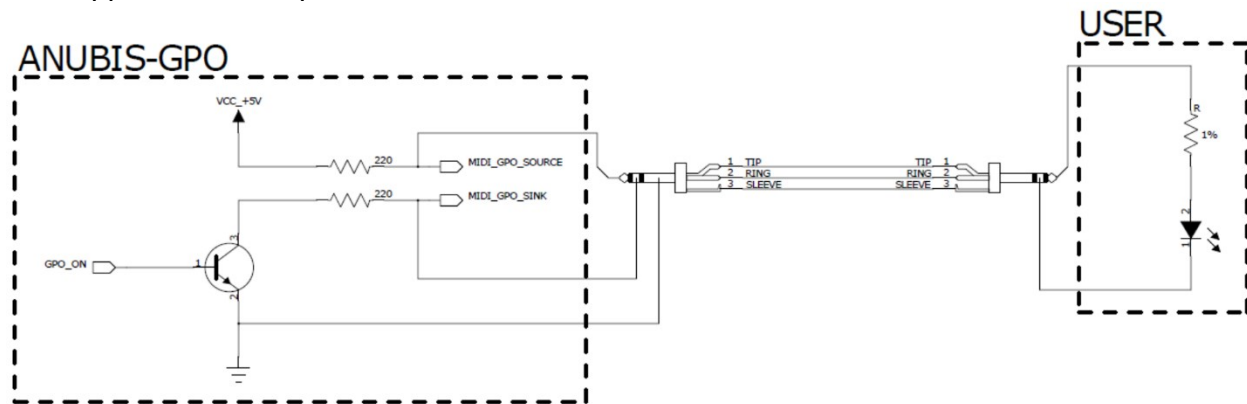 USER
ANUBIS-GPO
VCC_+5V
R
1%
220
MIDI_GPO_SOURCE
1 TIP
TIP 1
2 RING
RING 2
3 SLEEVE
SLEEVE 3
220
MIDI_GPO_SINK
2
1
3
GPO_ON
1
2